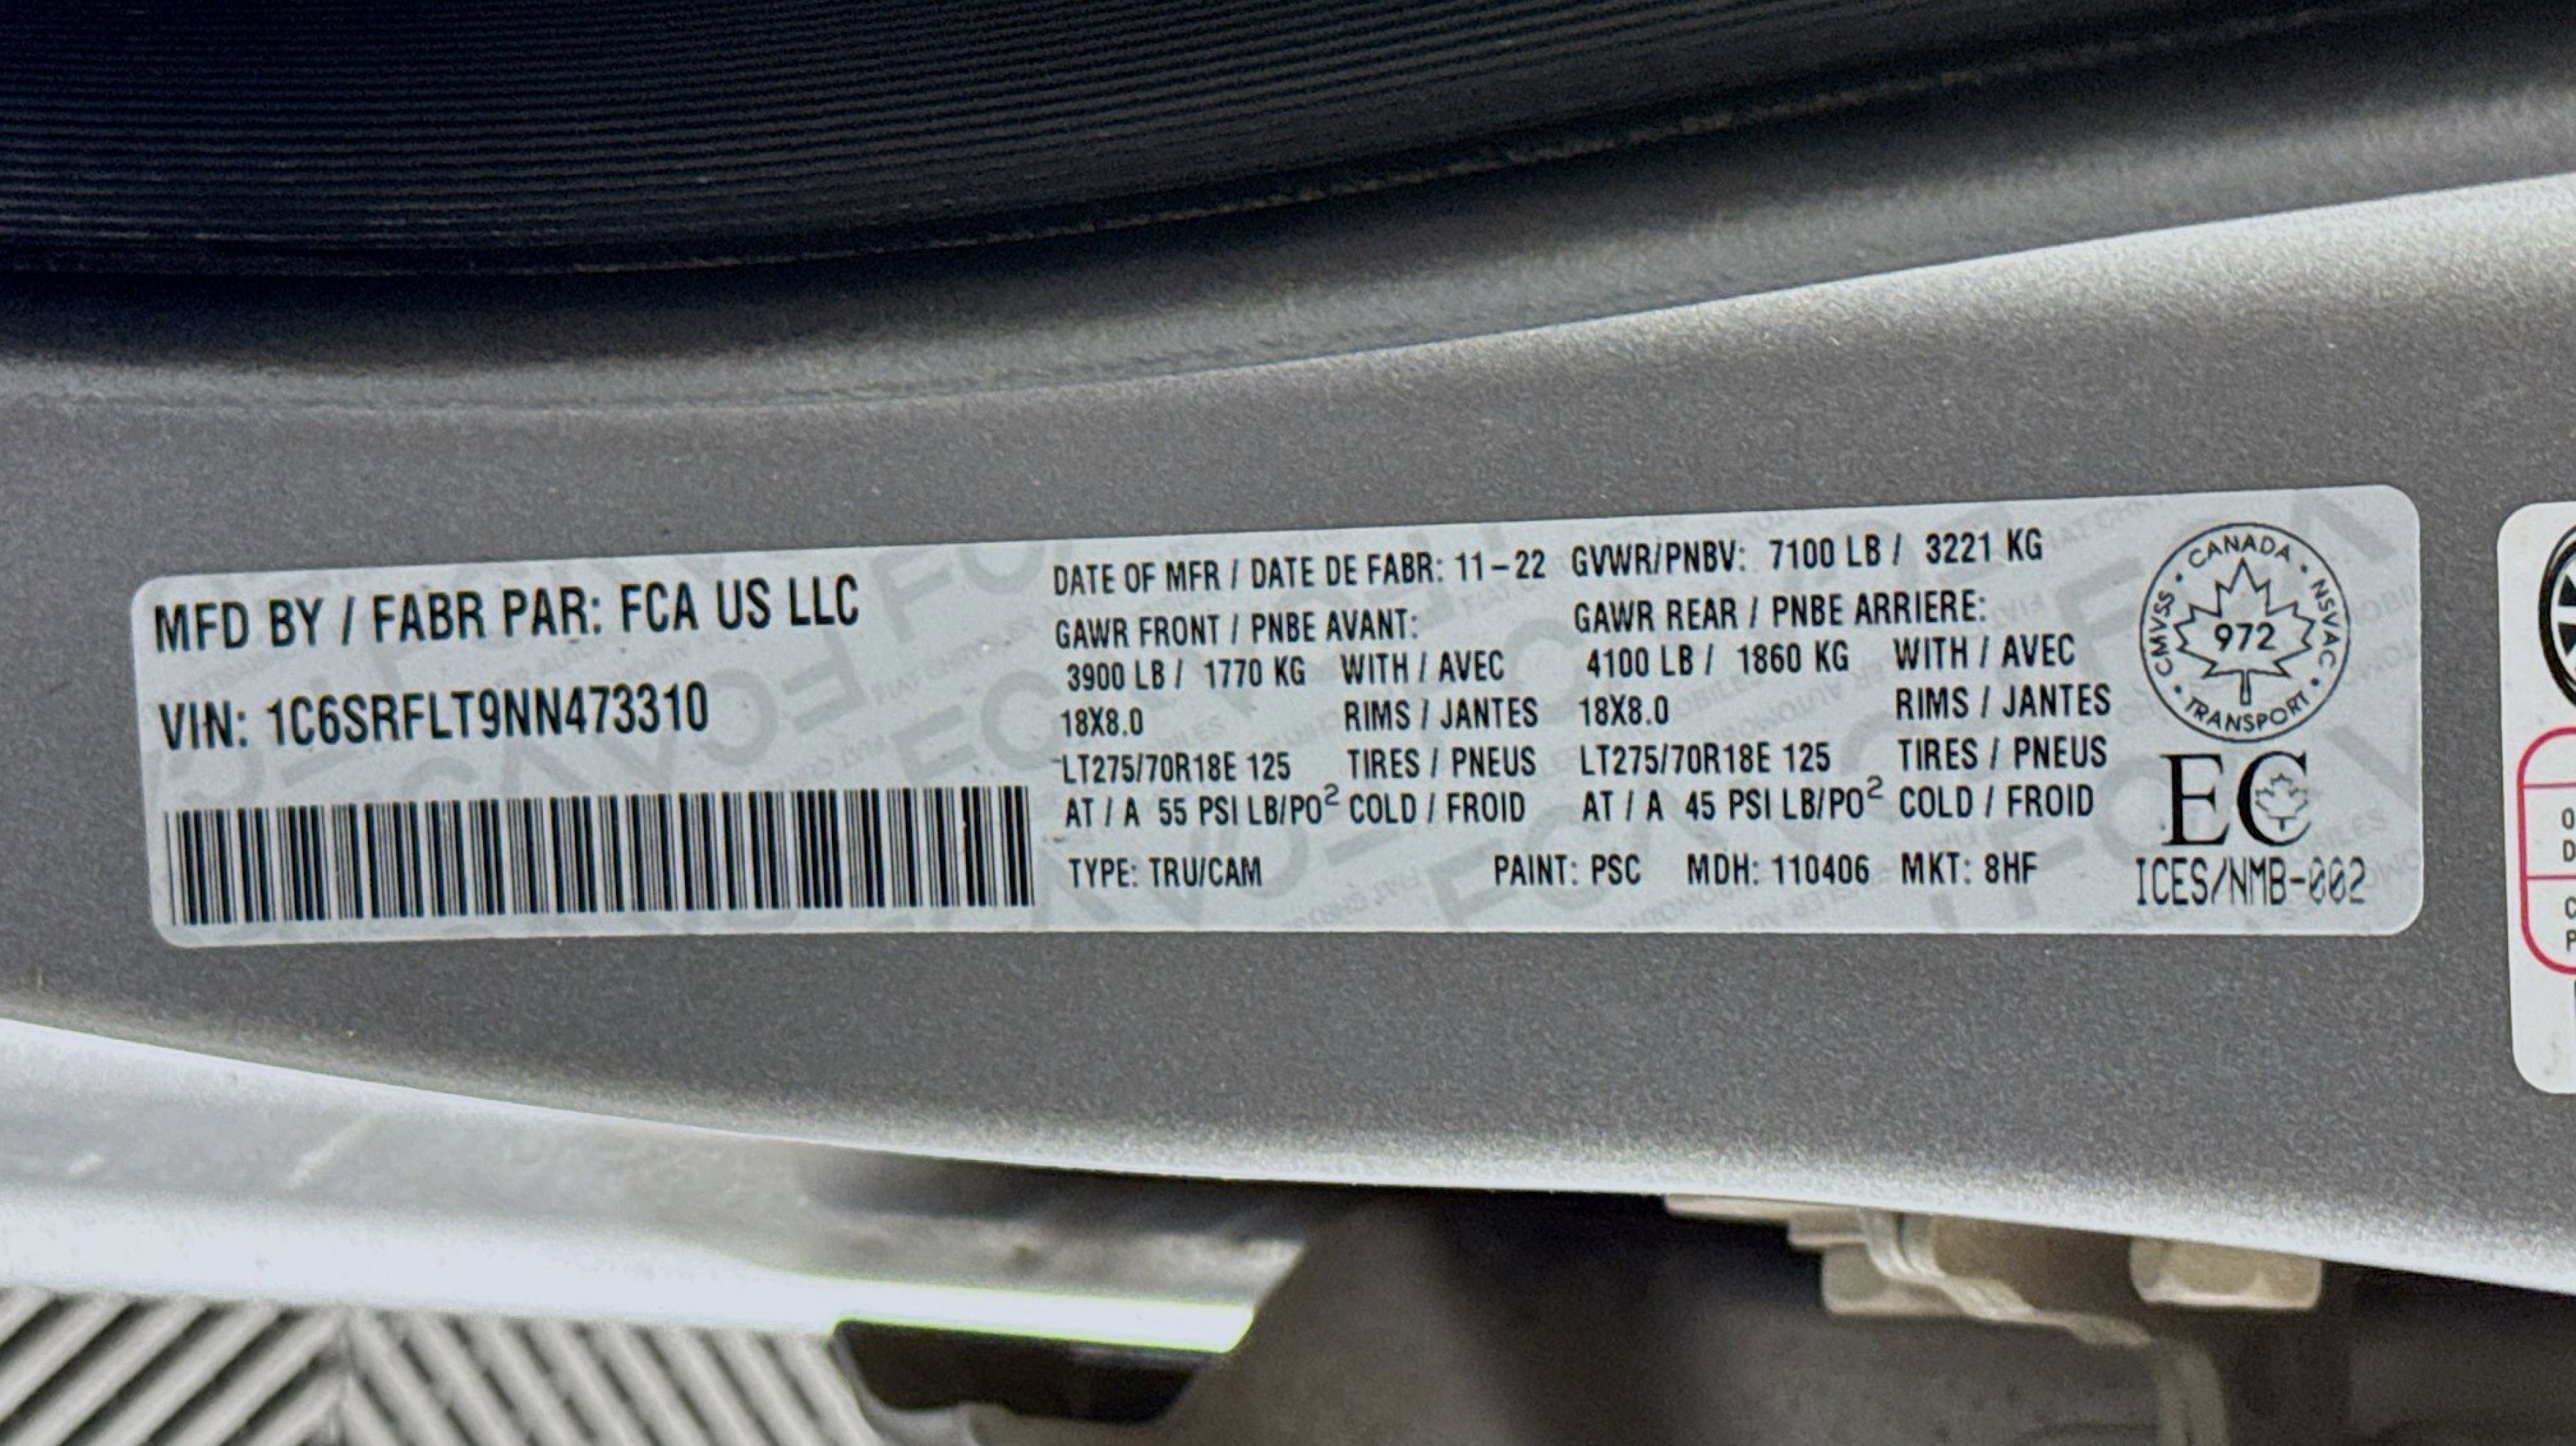 MFD BY / FABR PAR: FCA US LLC
VIN: 1C6SRFLT9NN473310
DATE OF MFR / DATE DE FABR: 11-22 GVWR/PNBV: 7100 LB / 3221 KG
GAWR FRONT / PNBE AVANT:
3900 LB / 1770 KG WITH / AVEC
18X8.0 RIMS / JANTES
LT275/70R18E 125 TIRES / PNEUS
AT / A 55 PSI LB/PO² COLD / FROID
GAWR REAR / PNBE ARRIERE:
4100 LB / 1860 KG WITH / AVEC
18X8.0 RIMS / JANTES
LT275/70R18E 125 TIRES / PNEUS
AT / A 45 PSI LB/PO² COLD / FROID
TYPE: TRU/CAM PAINT: PSC MDH: 110406 MKT: 8HF
CANADA
CMVSS • NSVAC
972
TRANSPORT
EC
ICES/NMB-002